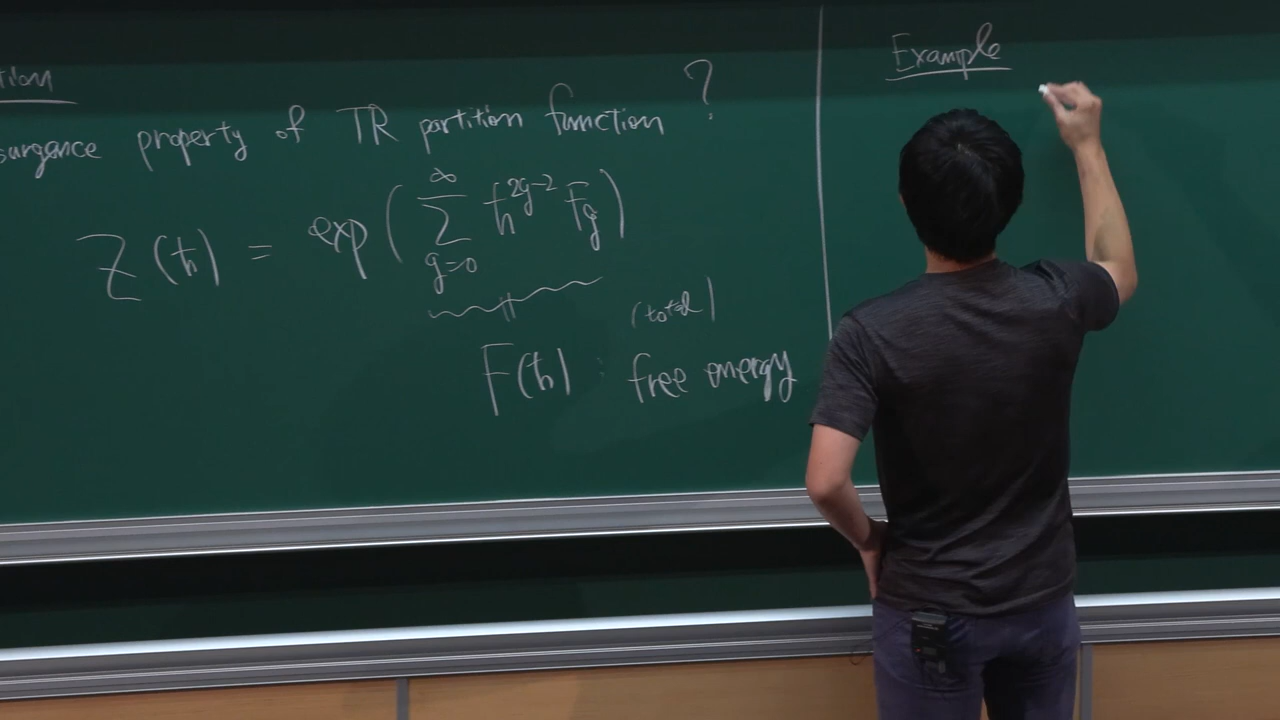 tion
surgence property of TR partition function ?
Z(ħ) = exp( ∑_{g=0}^{∞} ħ^{2g-2} F_g )
(total)
F(ħ) : free energy
Example